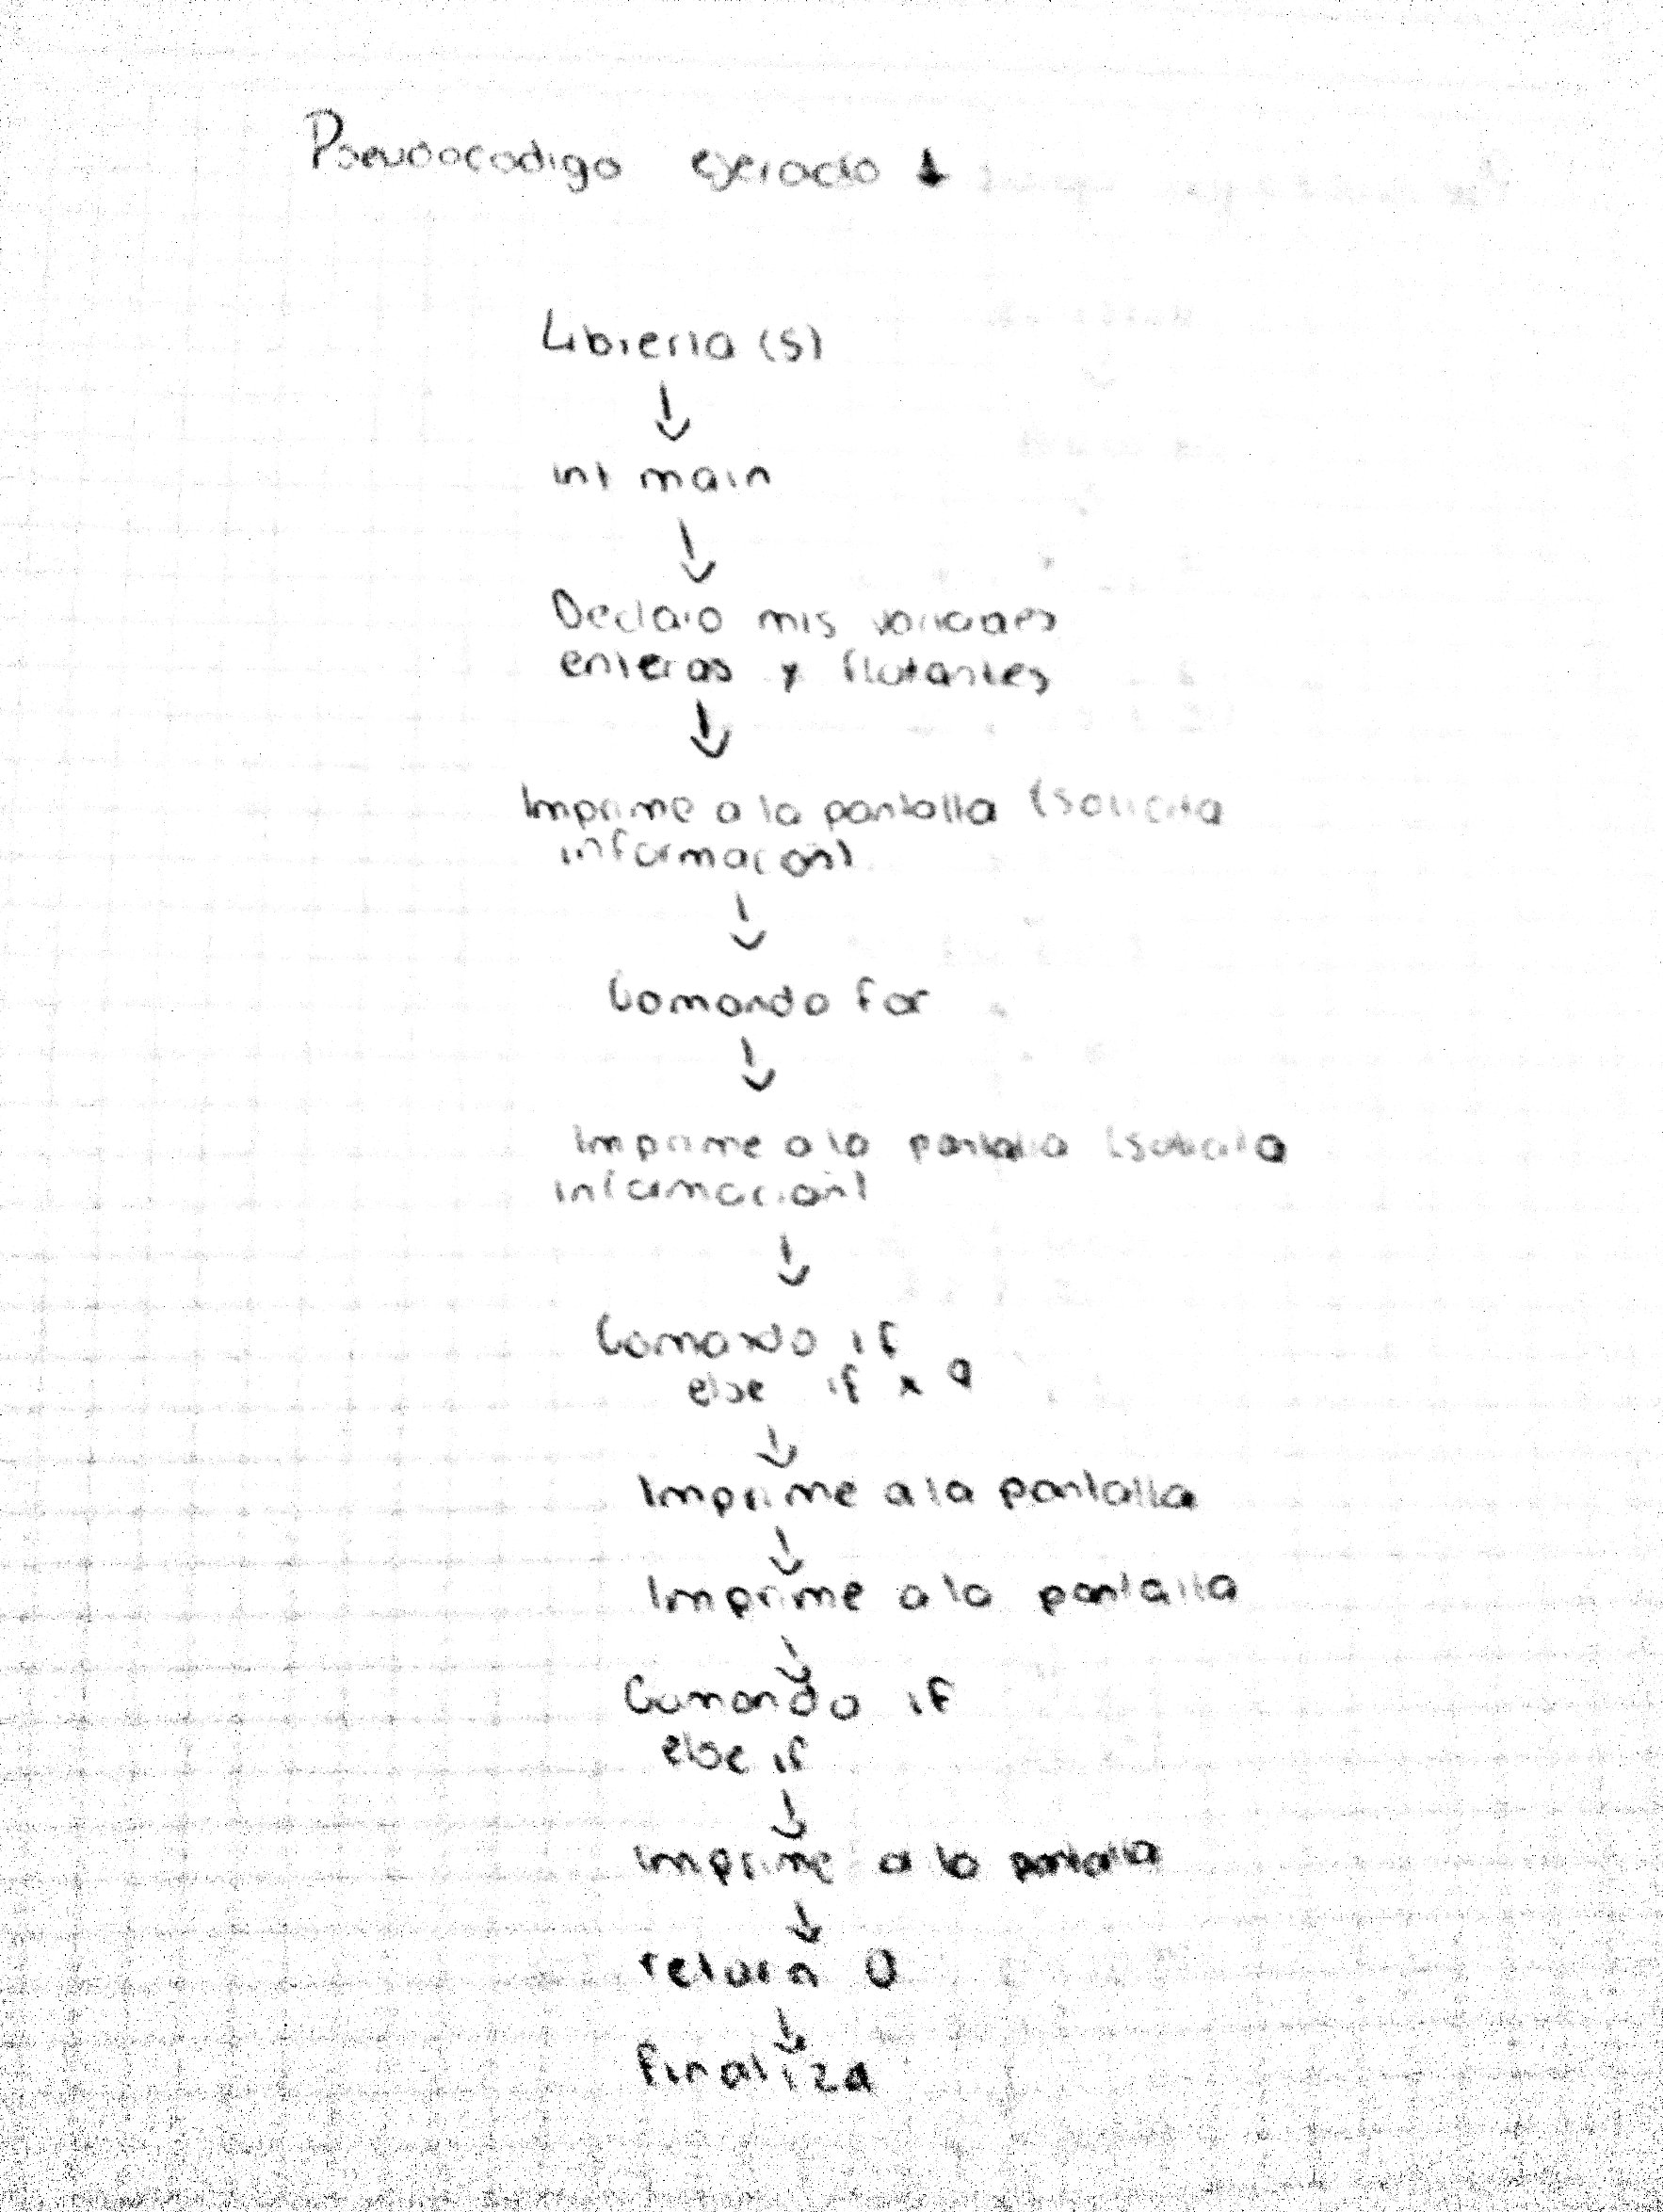 Pseudocodigo ejercicio 1
Libreria (s)
int main
Declaro mis variables
enteras y flotantes
Imprime a la pantalla (solicita
información)
Comando for
Imprime a la pantalla (solicita
información)
Comando if
else if x 9
Imprime a la pantalla
Imprime a la pantalla
Comando if
else if
Imprime a la pantalla
return 0
finaliza